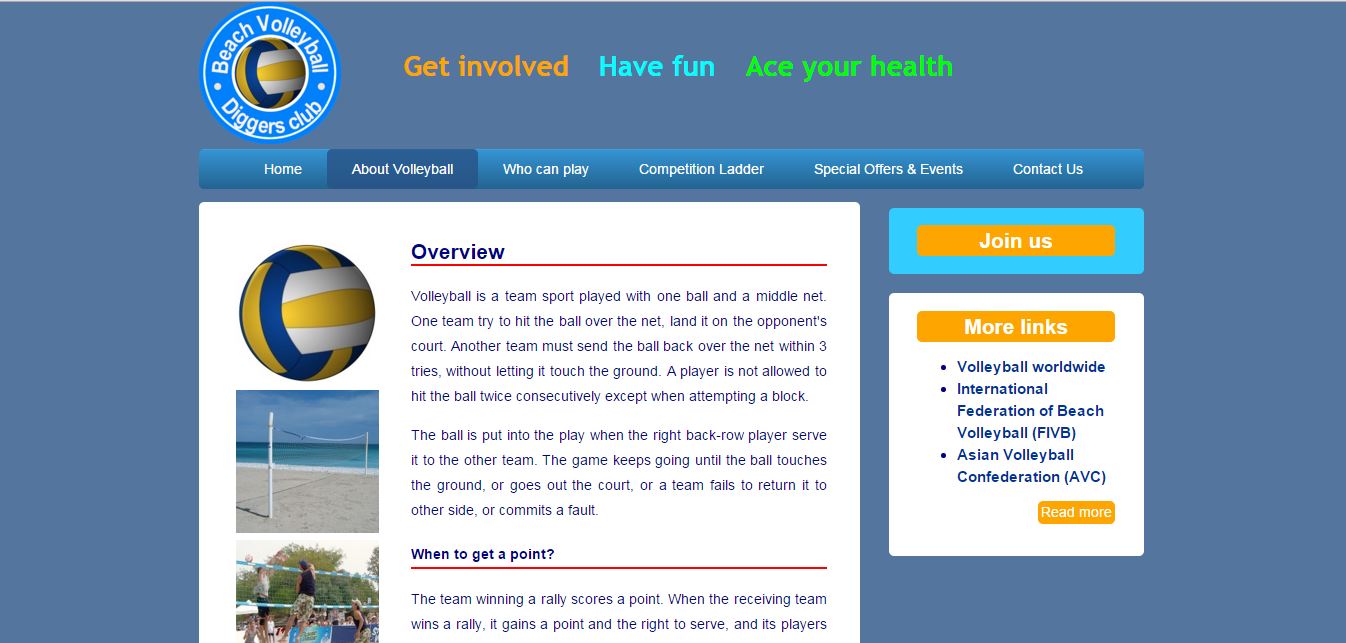 Beach Volleyball
Diggers club
Get involved Have fun Ace your health
Home About Volleyball Who can play Competition Ladder Special Offers & Events Contact Us
Overview
Volleyball is a team sport played with one ball and a middle net.
One team try to hit the ball over the net, land it on the opponent's
court. Another team must send the ball back over the net within 3
tries, without letting it touch the ground. A player is not allowed to
hit the ball twice consecutively except when attempting a block.
The ball is put into the play when the right back-row player serve
it to the other team. The game keeps going until the ball touches
the ground, or goes out the court, or a team fails to return it to
other side, or commits a fault.
When to get a point?
The team winning a rally scores a point. When the receiving team
wins a rally, it gains a point and the right to serve, and its players
Join us
More links
• Volleyball worldwide
• International
Federation of Beach
Volleyball (FIVB)
• Asian Volleyball
Confederation (AVC)
Read more